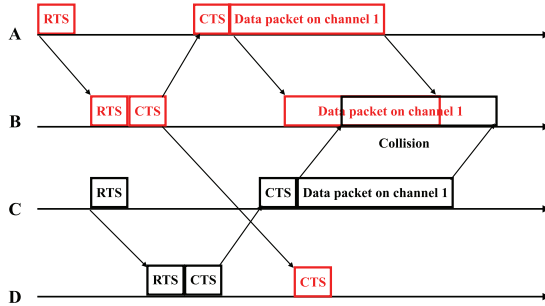 A RTS CTS Data packet on channel 1
B RTS CTS Data packet on channel 1
Collision
C RTS CTS Data packet on channel 1
D RTS CTS CTS